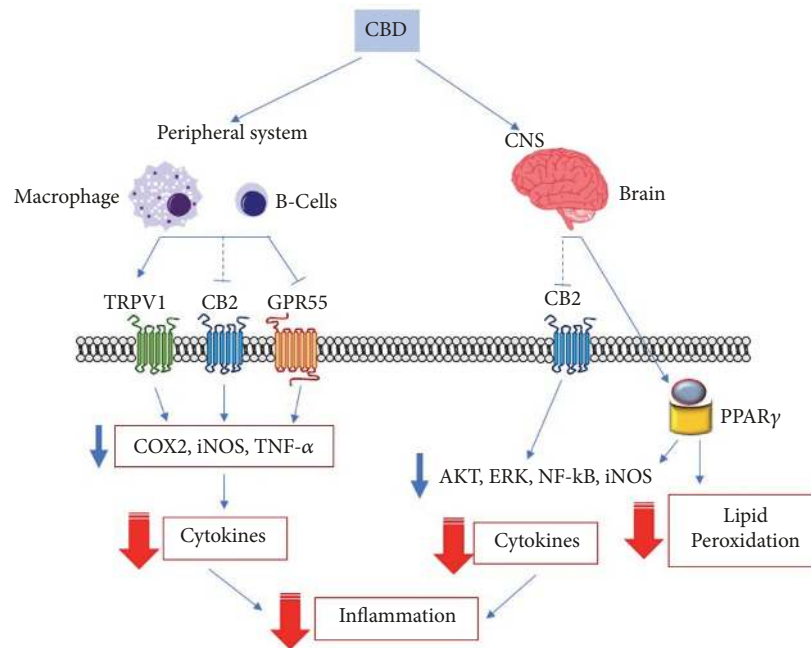 CBD
Peripheral system
CNS
Macrophage
B-Cells
Brain
TRPV1
CB2
GPR55
CB2
PPARγ
COX2, iNOS, TNF-α
AKT, ERK, NF-kB, iNOS
Cytokines
Cytokines
Lipid
Peroxidation
Inflammation